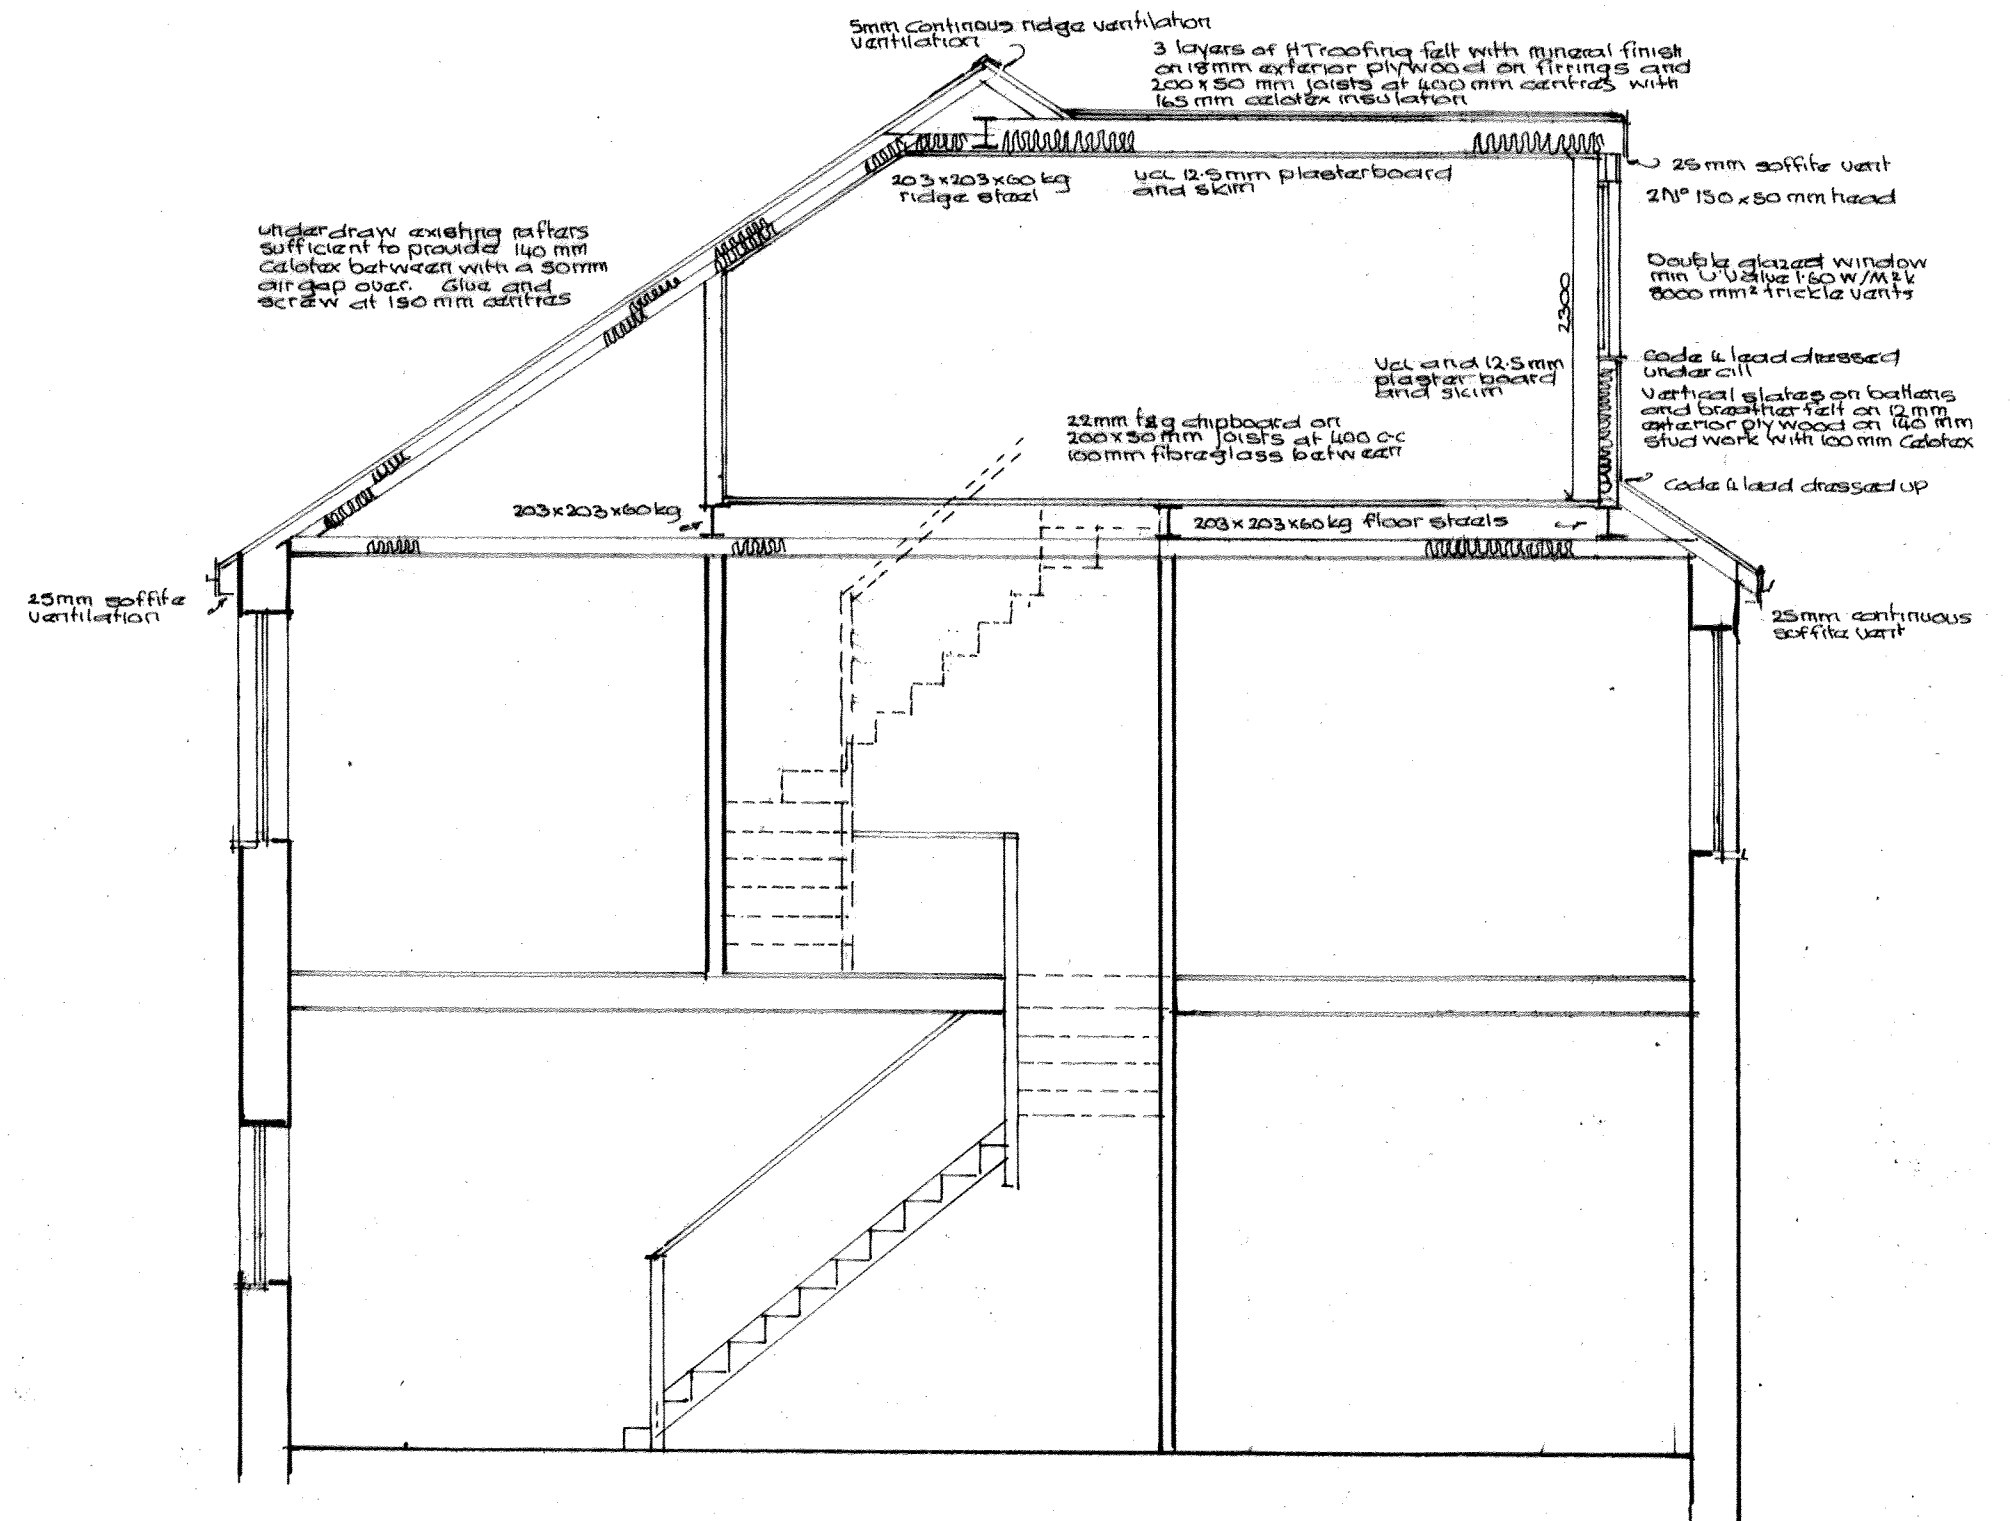 5mm continous ridge ventilation
ventilation
3 layers of HT roofing felt with mineral finish
on 18mm exterior plywood on firrings and
200 x 50 mm joists at 400 mm centres with
165 mm celotex insulation
25 mm soffite vent
203 x 203 x 60 kg
ridge steel
vcl 12.5mm plasterboard
and skim
2 No 150 x 50 mm head
underdraw existing rafters
sufficient to provide 140 mm
Celotex between with a 50mm
air gap over. Glue and
screw at 150 mm centres
Double glazed window
min U Value 1.60 W/M2k
8000 mm² trickle vents
2300
Code 4 lead dressed
under cill
Vcl and 12.5mm
plaster board
and skim
Vertical slates on battens
and breather felt on 12mm
exterior plywood on 140 mm
stud work with 100mm Celotex
22mm t&g chipboard on
200 x 50 mm joists at 400 c-c
100mm fibreglass between
Code 4 lead dressed up
203 x 203 x 60 kg
203 x 203 x 60 kg floor steels
25mm soffite
ventilation
25mm continuous
soffite vent